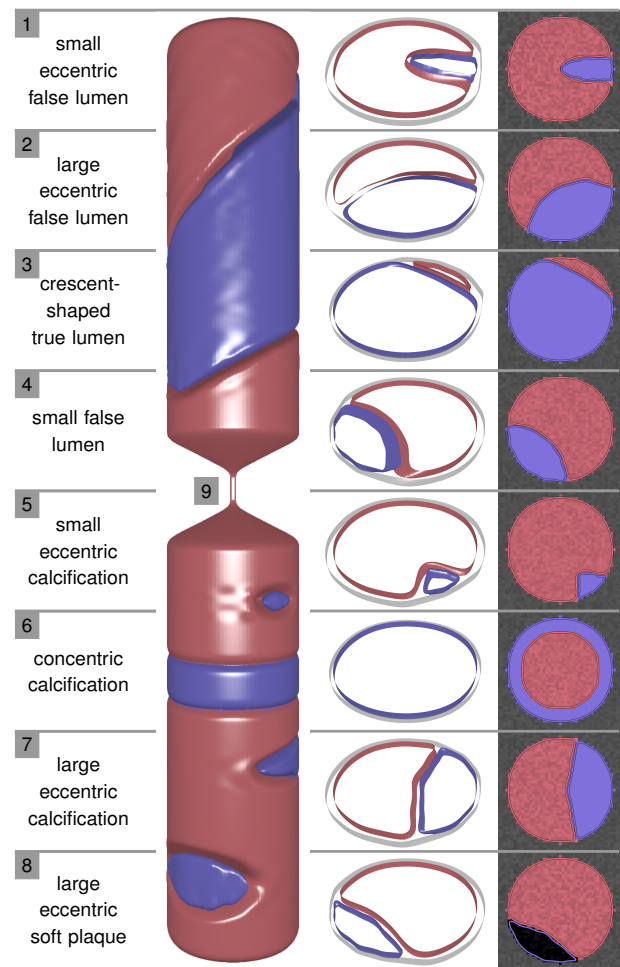 1
small
eccentric
false lumen
2
large
eccentric
false lumen
3
crescent-
shaped
true lumen
4
small false
lumen
9
5
small
eccentric
calcification
6
concentric
calcification
7
large
eccentric
calcification
8
large
eccentric
soft plaque